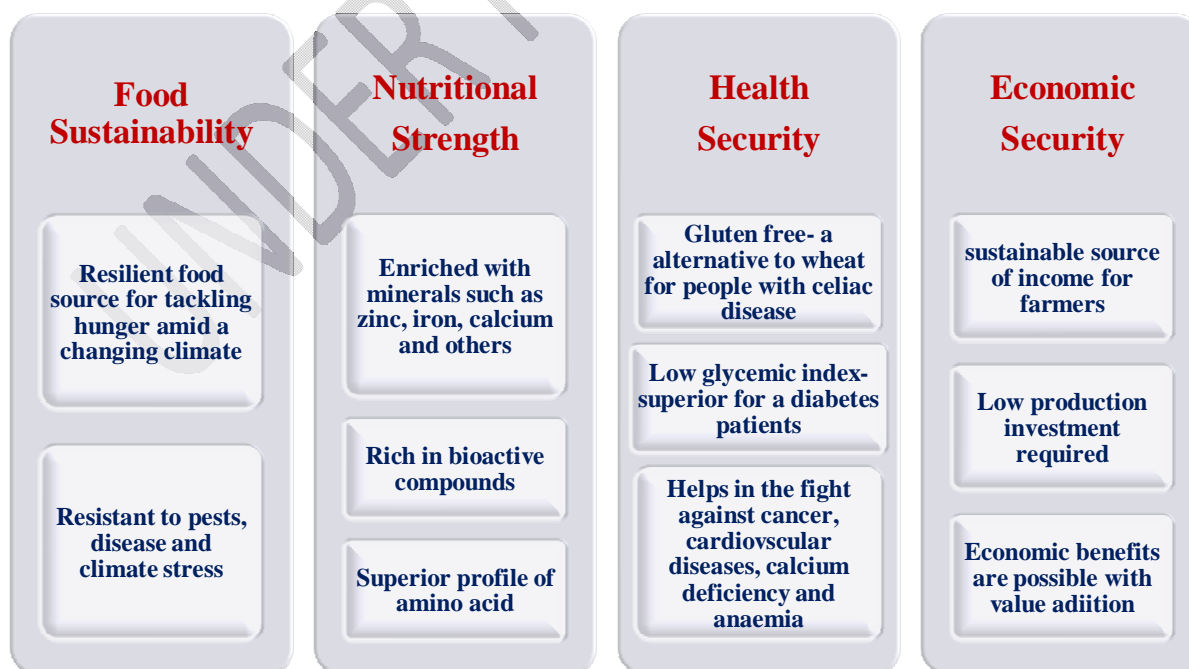 Food
Sustainability
Resilient food
source for tackling
hunger amid a
changing climate
Resistant to pests,
disease and
climate stress
Nutritional
Strength
Enriched with
minerals such as
zinc, iron, calcium
and others
Rich in bioactive
compounds
Superior profile of
amino acid
Health
Security
Gluten free- a
alternative to wheat
for people with celiac
disease
Low glycemic index-
superior for a diabetes
patients
Helps in the fight
against cancer,
cardiovscular
diseases, calcium
deficiency and
anaemia
Economic
Security
sustainable source
of income for
farmers
Low production
investment
required
Economic benefits
are possible with
value adiition
UNDER